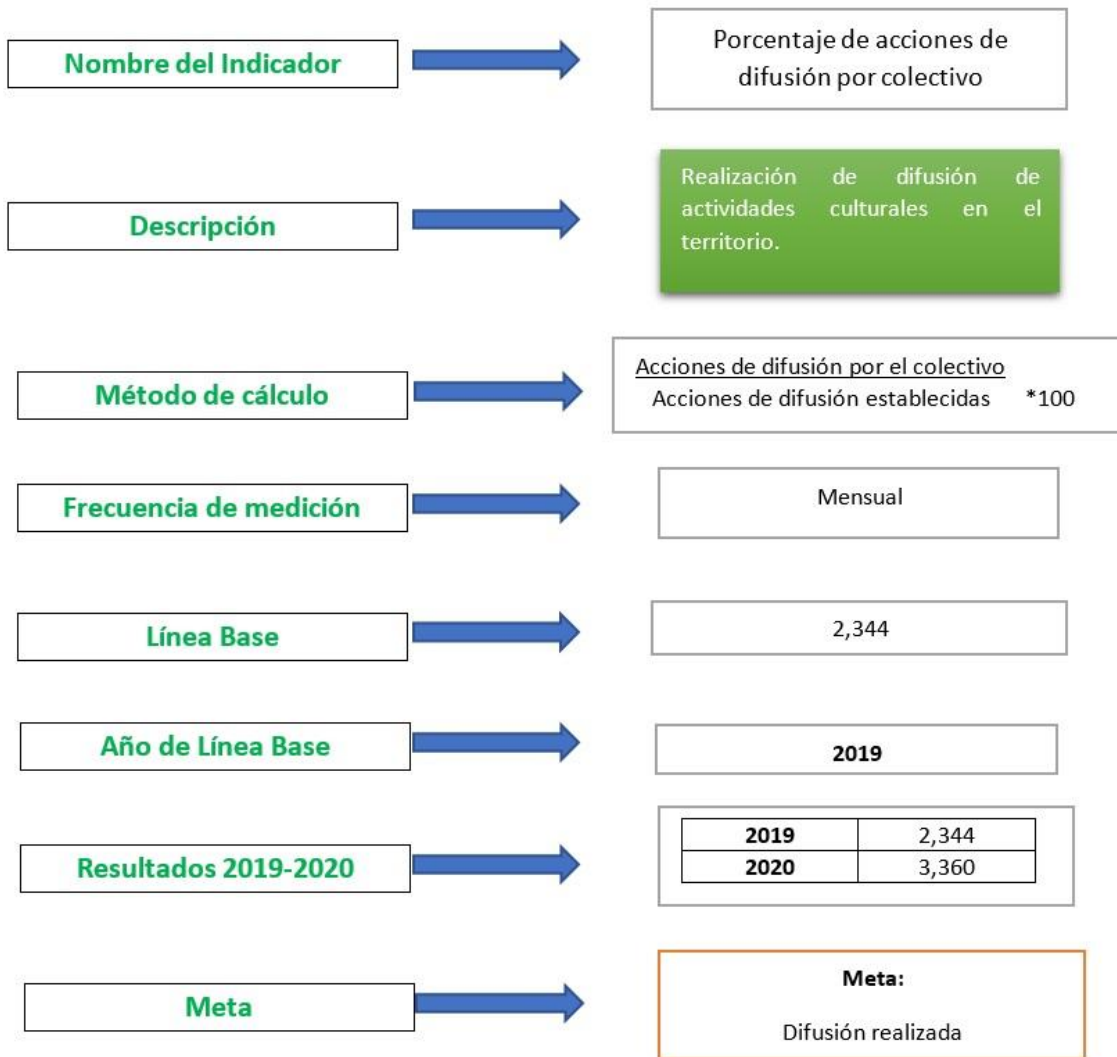 Nombre del Indicador
Porcentaje de acciones de
difusión por colectivo
Descripción
Realización de difusión de
actividades culturales en el
territorio.
Método de cálculo
Acciones de difusión por el colectivo
Acciones de difusión establecidas *100
Frecuencia de medición
Mensual
Línea Base
2,344
Año de Línea Base
2019
Resultados 2019-2020
2019 2,344
2020 3,360
Meta
Meta:
Difusión realizada